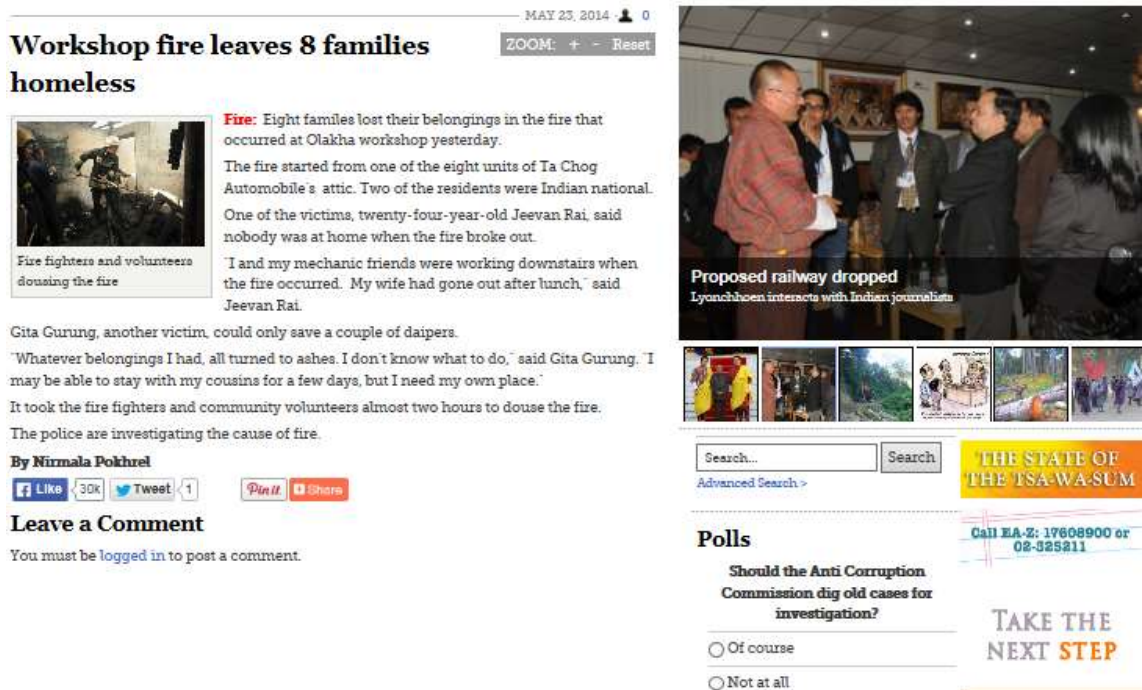 MAY 23, 2014 · 0
Workshop fire leaves 8 families
homeless
ZOOM: + - Reset
Fire: Eight familes lost their belongings in the fire that
occurred at Olakha workshop yesterday.
The fire started from one of the eight units of Ta Chog
Automobile's attic. Two of the residents were Indian national.
One of the victims, twenty-four-year-old Jeevan Rai, said
nobody was at home when the fire broke out.
"I and my mechanic friends were working downstairs when
the fire occurred. My wife had gone out after lunch," said
Jeevan Rai.
Fire fighters and volunteers
dousing the fire
Gita Gurung, another victim, could only save a couple of daipers.
"Whatever belongings I had, all turned to ashes. I don't know what to do," said Gita Gurung. "I
may be able to stay with my cousins for a few days, but I need my own place."
It took the fire fighters and community volunteers almost two hours to douse the fire.
The police are investigating the cause of fire.
By Nirmala Pokhrel
Like 30k Tweet 1 Pin it Share
Leave a Comment
You must be logged in to post a comment.
Proposed railway dropped
Lyonchhoen interacts with Indian journalists
Search... Search
Advanced Search >
Polls
Should the Anti Corruption
Commission dig old cases for
investigation?
Of course
Not at all
THE STATE OF
THE TSA-WA-SUM
Call EA-Z: 17608900 or
02-325211
TAKE THE
NEXT STEP